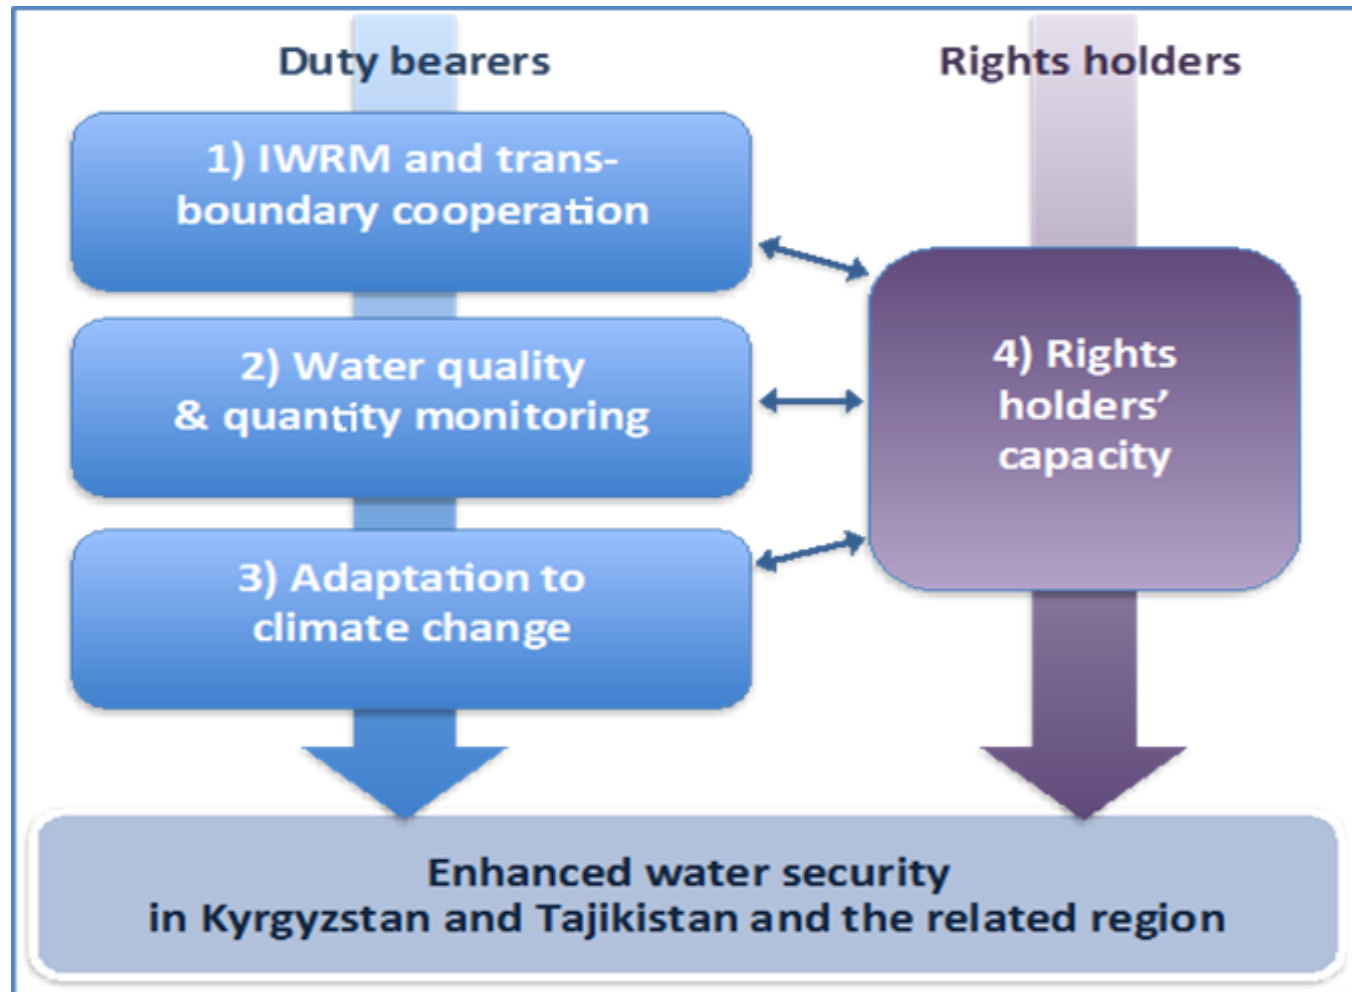 Duty bearers
Rights holders
1) IWRM and trans-
boundary cooperation
2) Water quality
& quantity monitoring
3) Adaptation to
climate change
4) Rights
holders’
capacity
Enhanced water security
in Kyrgyzstan and Tajikistan and the related region